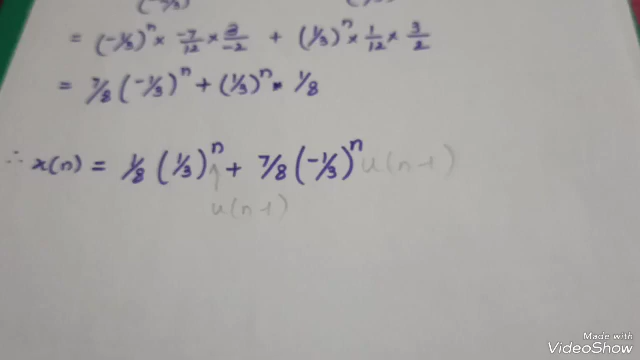 = (-⅓)ⁿ × -7/12 × 3/-2 + (⅓)ⁿ × 1/12 × 3/2
= 7/8 (-⅓)ⁿ + (⅓)ⁿ · 1/8
∴ x(n) = 1/8 (⅓)ⁿ + 7/8 (-⅓)ⁿ u(n-1)
u(n-1)
Made with
VideoShow